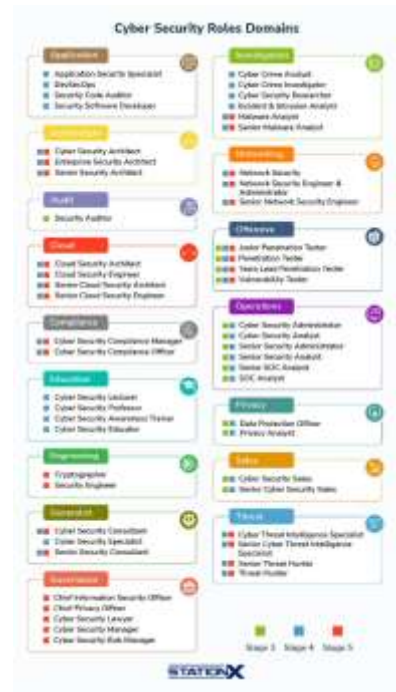 Cyber Security Roles Domains
Application
Application Security Specialist
DevSecOps
Security Code Auditor
Security Software Developer
Architecture
Cyber Security Architect
Enterprise Security Architect
Senior Security Architect
Audit
Security Auditor
Cloud
Cloud Security Architect
Cloud Security Engineer
Senior Cloud Security Architect
Senior Cloud Security Engineer
Compliance
Cyber Security Compliance Manager
Cyber Security Compliance Officer
Education
Cyber Security Lecturer
Cyber Security Professor
Cyber Security Awareness Trainer
Cyber Security Educator
Engineering
Cryptographer
Security Engineer
Generalist
Cyber Security Consultant
Cyber Security Specialist
Senior Security Consultant
Governance
Chief Information Security Officer
Chief Privacy Officer
Cyber Security Lawyer
Cyber Security Manager
Cyber Security Risk Manager
Investigation
Cyber Crime Analyst
Cyber Crime Investigator
Cyber Security Researcher
Incident & Intrusion Analyst
Malware Analyst
Senior Malware Analyst
Networking
Network Security
Network Security Engineer &
Administrator
Senior Network Security Engineer
Offensive
Junior Penetration Tester
Penetration Tester
Team Lead Penetration Tester
Vulnerability Tester
Operations
Cyber Security Administrator
Cyber Security Analyst
Senior Security Administrator
Senior Security Analyst
Senior SOC Analyst
SOC Analyst
Privacy
Data Protection Officer
Privacy Analyst
Sales
Cyber Security Sales
Senior Cyber Security Sales
Threat
Cyber Threat Intelligence Specialist
Senior Cyber Threat Intelligence
Specialist
Senior Threat Hunter
Threat Hunter
Stage 3 Stage 4 Stage 5
STATIONX